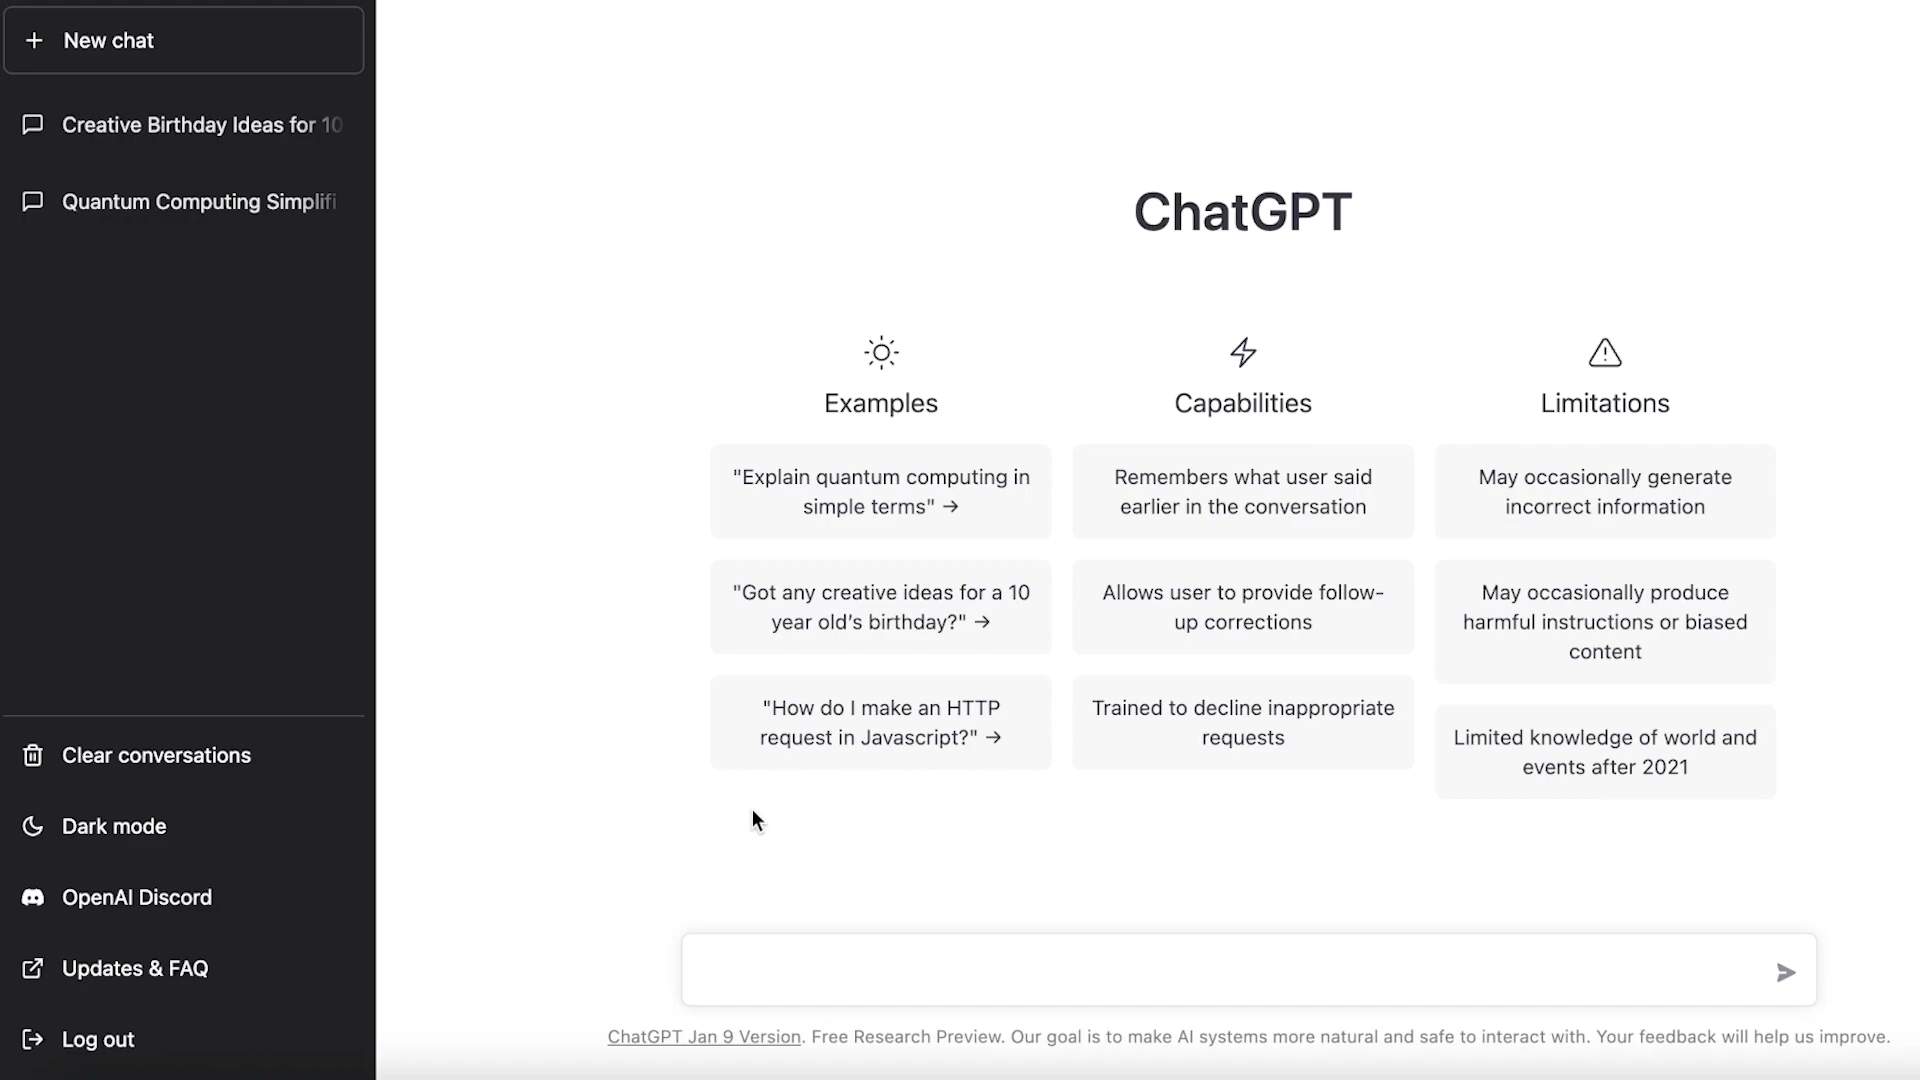 New chat
Creative Birthday Ideas for 10
Quantum Computing Simplifi
Clear conversations
Dark mode
OpenAI Discord
Updates & FAQ
Log out
ChatGPT
Examples
"Explain quantum computing in
simple terms" →
"Got any creative ideas for a 10
year old's birthday?" →
"How do I make an HTTP
request in Javascript?" →
Capabilities
Remembers what user said
earlier in the conversation
Allows user to provide follow-
up corrections
Trained to decline inappropriate
requests
Limitations
May occasionally generate
incorrect information
May occasionally produce
harmful instructions or biased
content
Limited knowledge of world and
events after 2021
ChatGPT Jan 9 Version. Free Research Preview. Our goal is to make AI systems more natural and safe to interact with. Your feedback will help us improve.